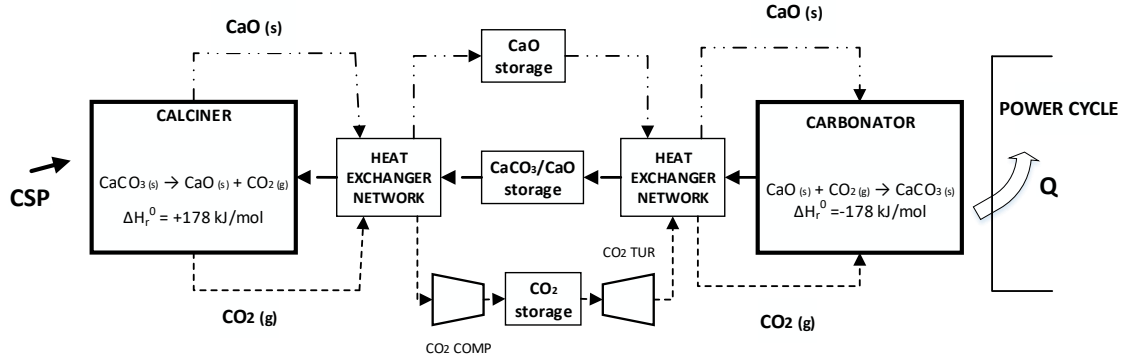 CaO (s)
CaO (s)
CaO
storage
CALCINER
CaCO₃ (s) → CaO (s) + CO₂ (g)
ΔHᵣ⁰ = +178 kJ/mol
CSP
HEAT
EXCHANGER
NETWORK
CaCO₃/CaO
storage
HEAT
EXCHANGER
NETWORK
CARBONATOR
CaO (s) + CO₂ (g) → CaCO₃ (s)
ΔHᵣ⁰ =-178 kJ/mol
POWER CYCLE
Q
CO₂ TUR
CO₂
storage
CO₂ COMP
CO₂ (g)
CO₂ (g)